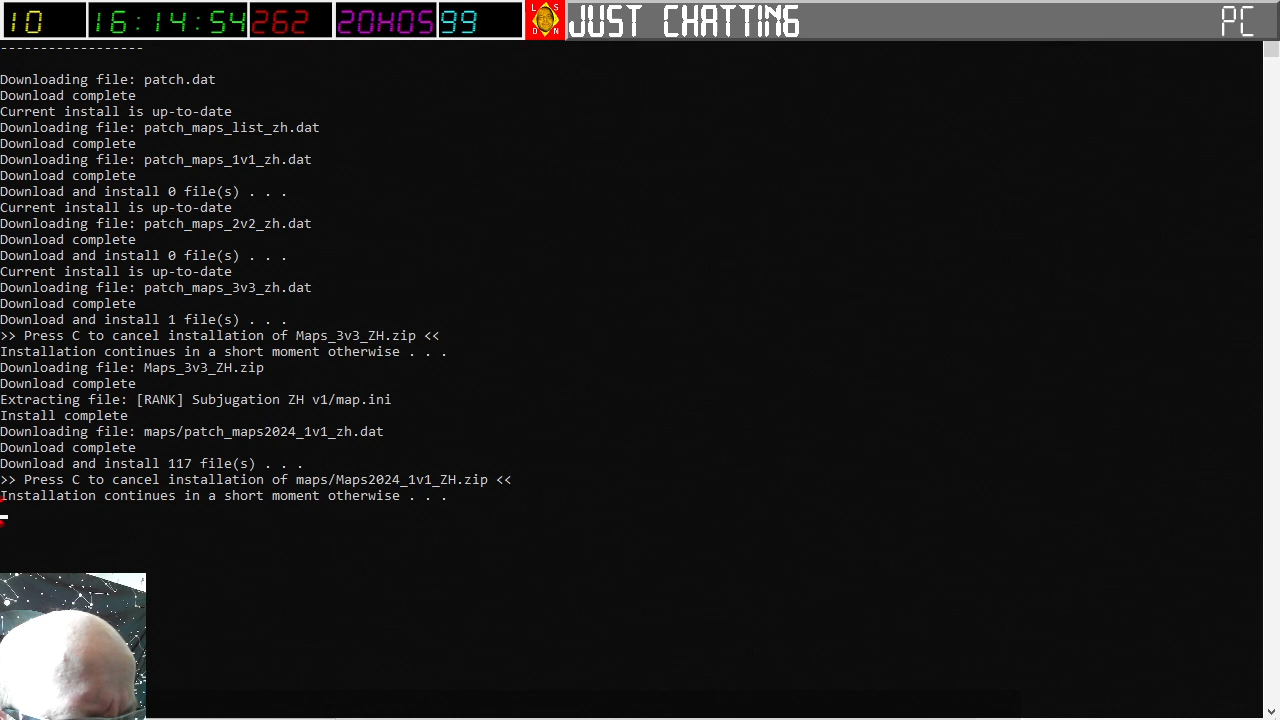 10 16:14:54 262 20H05 99 SDN JUST CHATTING PC
------------------
Downloading file: patch.dat
Download complete
Current install is up-to-date
Downloading file: patch_maps_list_zh.dat
Download complete
Downloading file: patch_maps_1v1_zh.dat
Download complete
Download and install 0 file(s) . . .
Current install is up-to-date
Downloading file: patch_maps_2v2_zh.dat
Download complete
Download and install 0 file(s) . . .
Current install is up-to-date
Downloading file: patch_maps_3v3_zh.dat
Download complete
Download and install 1 file(s) . . .
>> Press C to cancel installation of Maps_3v3_ZH.zip <<
Installation continues in a short moment otherwise . . .
Downloading file: Maps_3v3_ZH.zip
Download complete
Extracting file: [RANK] Subjugation ZH v1/map.ini
Install complete
Downloading file: maps/patch_maps2024_1v1_zh.dat
Download complete
Download and install 117 file(s) . . .
>> Press C to cancel installation of maps/Maps2024_1v1_ZH.zip <<
Installation continues in a short moment otherwise . . .